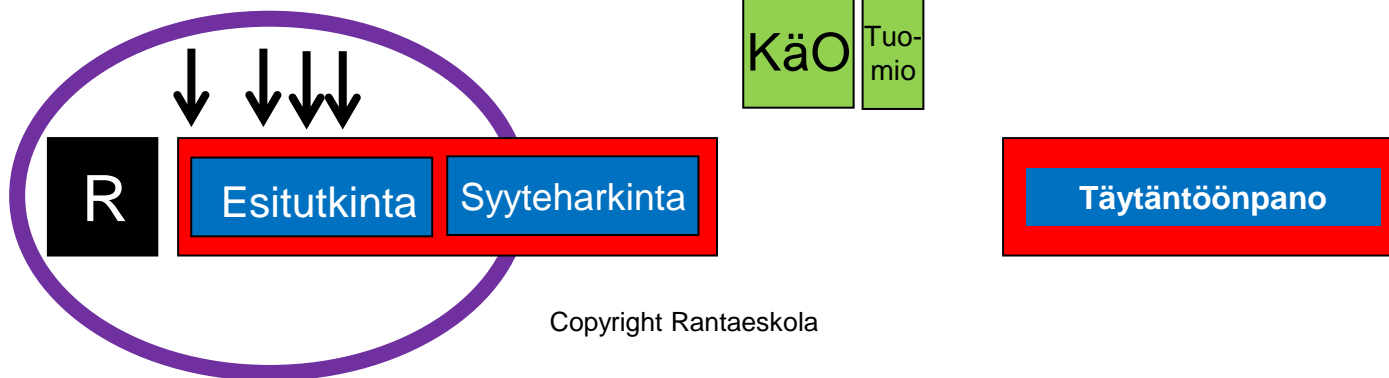 KäO
Tuo-
mio
R
Esitutkinta
Syyteharkinta
Täytäntöönpano
Copyright Rantaeskola